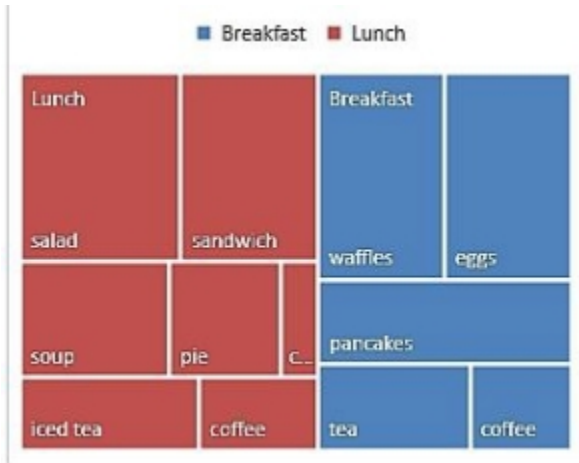 Breakfast Lunch
Lunch
salad
sandwich
soup
pie
c...
iced tea
coffee
Breakfast
waffles
eggs
pancakes
tea
coffee